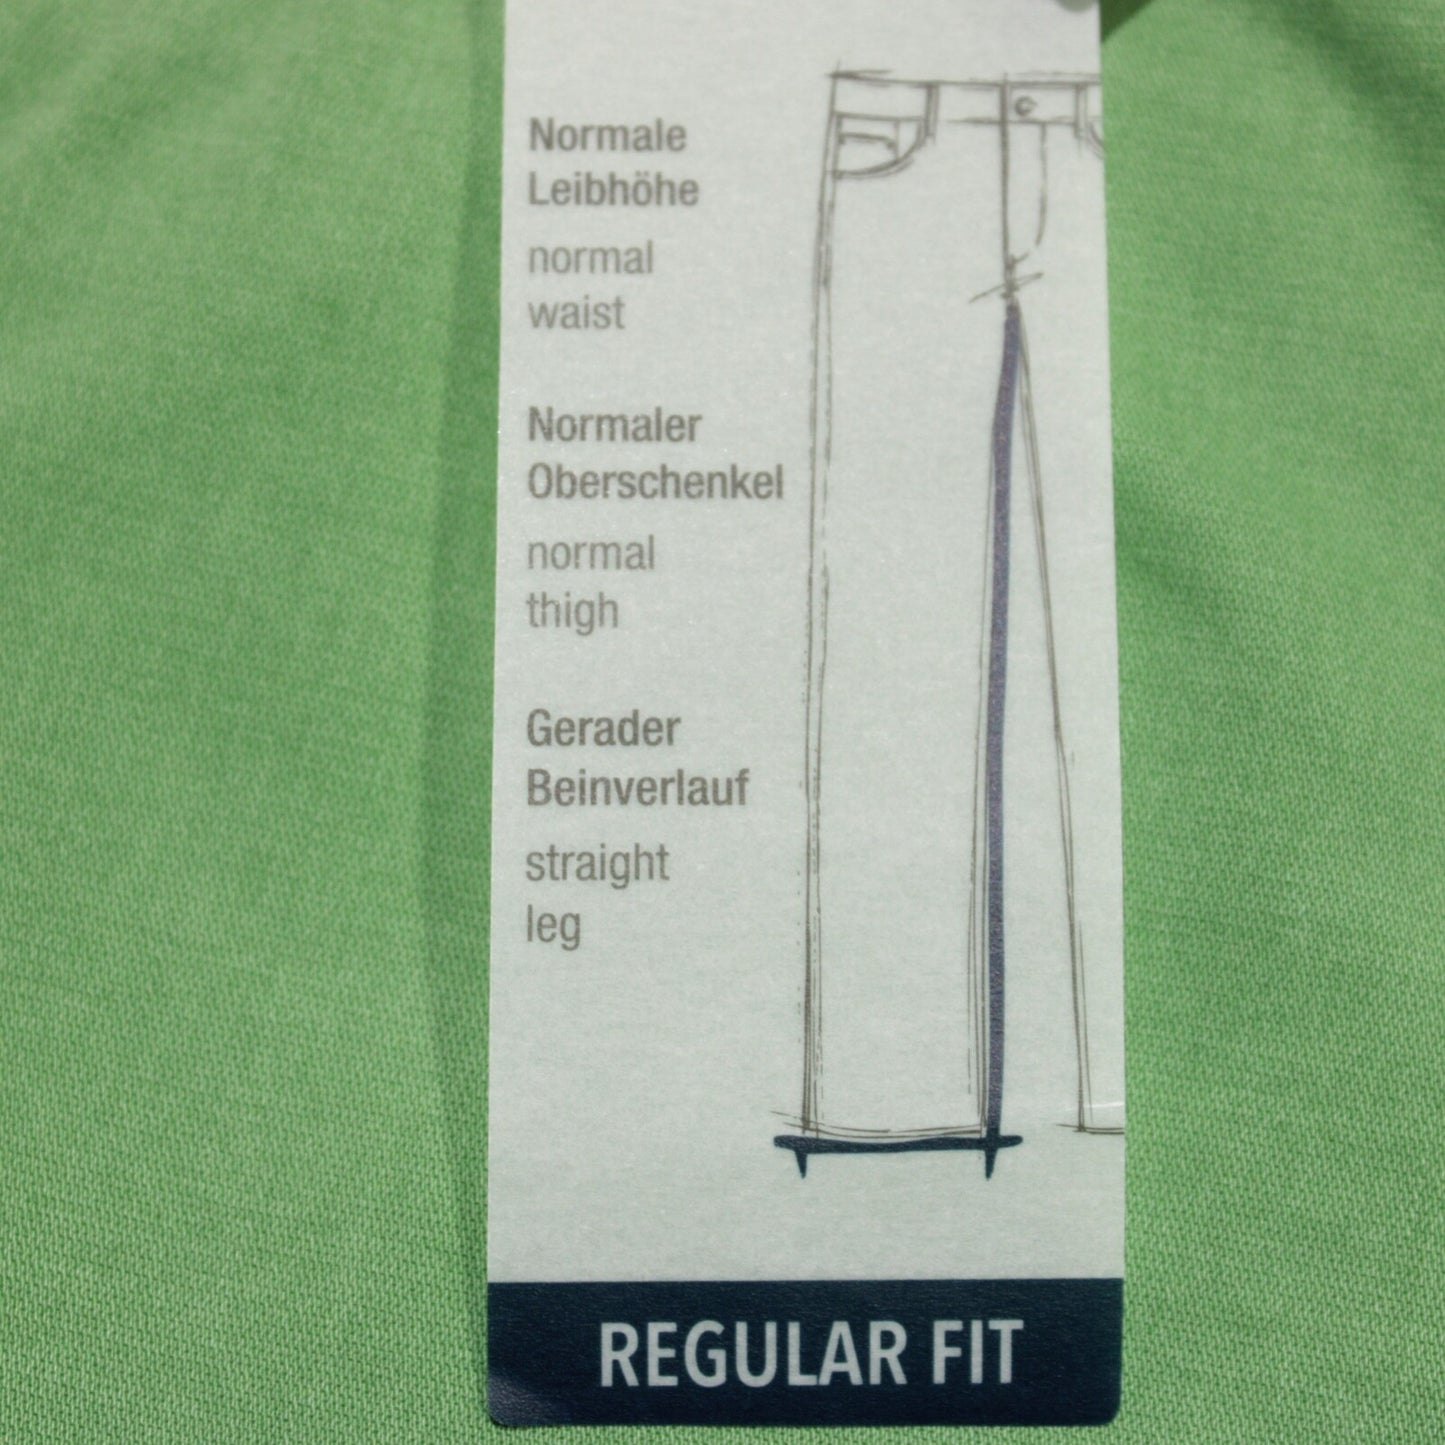 Normale
Leibhöhe
normal
waist
Normaler
Oberschenkel
normal
thigh
Gerader
Beinverlauf
straight
leg
REGULAR FIT